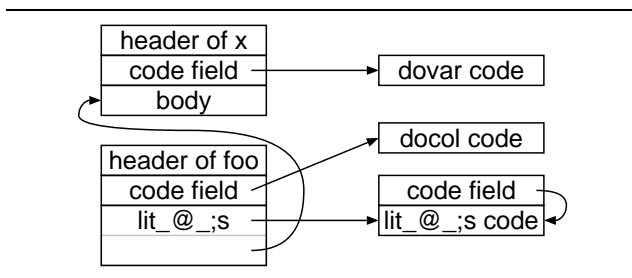 header of x
code field
dovar code
body
docol code
header of foo
code field
code field
lit_@_;s
lit_@_;s code